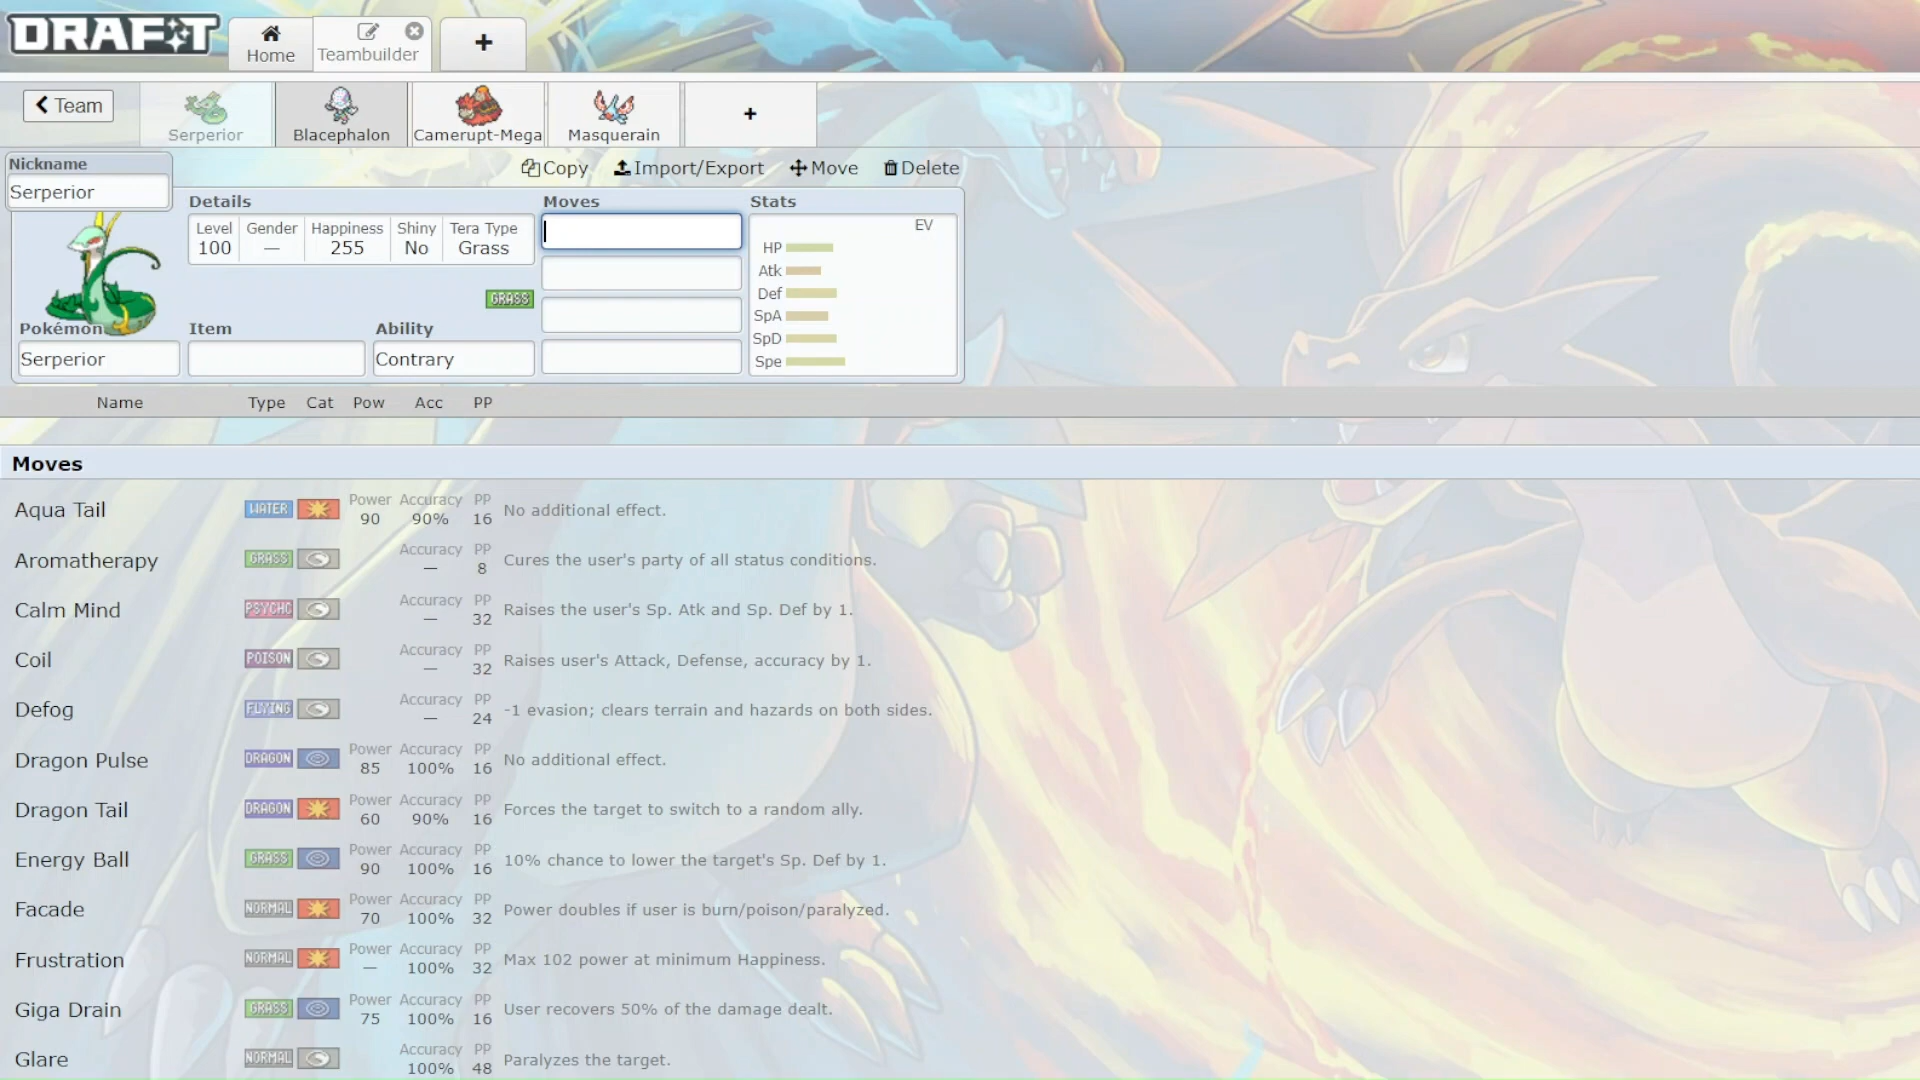 DRAFT
Home
Teambuilder
+
Team
Serperior
Blacephalon
Camerupt-Mega
Masquerain
+
Nickname
Serperior
Copy
Import/Export
Move
Delete
Details
Level
100
Gender
—
Happiness
255
Shiny
No
Tera Type
Grass
GRASS
Pokémon
Serperior
Item
Ability
Contrary
Moves
Stats
EV
HP
Atk
Def
SpA
SpD
Spe
Name Type Cat Pow Acc PP
Moves
Aqua Tail WATER Power 90 Accuracy 90% PP 16 No additional effect.
Aromatherapy GRASS Accuracy — PP 8 Cures the user's party of all status conditions.
Calm Mind PSYCHC Accuracy — PP 32 Raises the user's Sp. Atk and Sp. Def by 1.
Coil POISON Accuracy — PP 32 Raises user's Attack, Defense, accuracy by 1.
Defog FLYING Accuracy — PP 24 -1 evasion; clears terrain and hazards on both sides.
Dragon Pulse DRAGON Power 85 Accuracy 100% PP 16 No additional effect.
Dragon Tail DRAGON Power 60 Accuracy 90% PP 16 Forces the target to switch to a random ally.
Energy Ball GRASS Power 90 Accuracy 100% PP 16 10% chance to lower the target's Sp. Def by 1.
Facade NORMAL Power 70 Accuracy 100% PP 32 Power doubles if user is burn/poison/paralyzed.
Frustration NORMAL Power — Accuracy 100% PP 32 Max 102 power at minimum Happiness.
Giga Drain GRASS Power 75 Accuracy 100% PP 16 User recovers 50% of the damage dealt.
Glare NORMAL Accuracy 100% PP 48 Paralyzes the target.